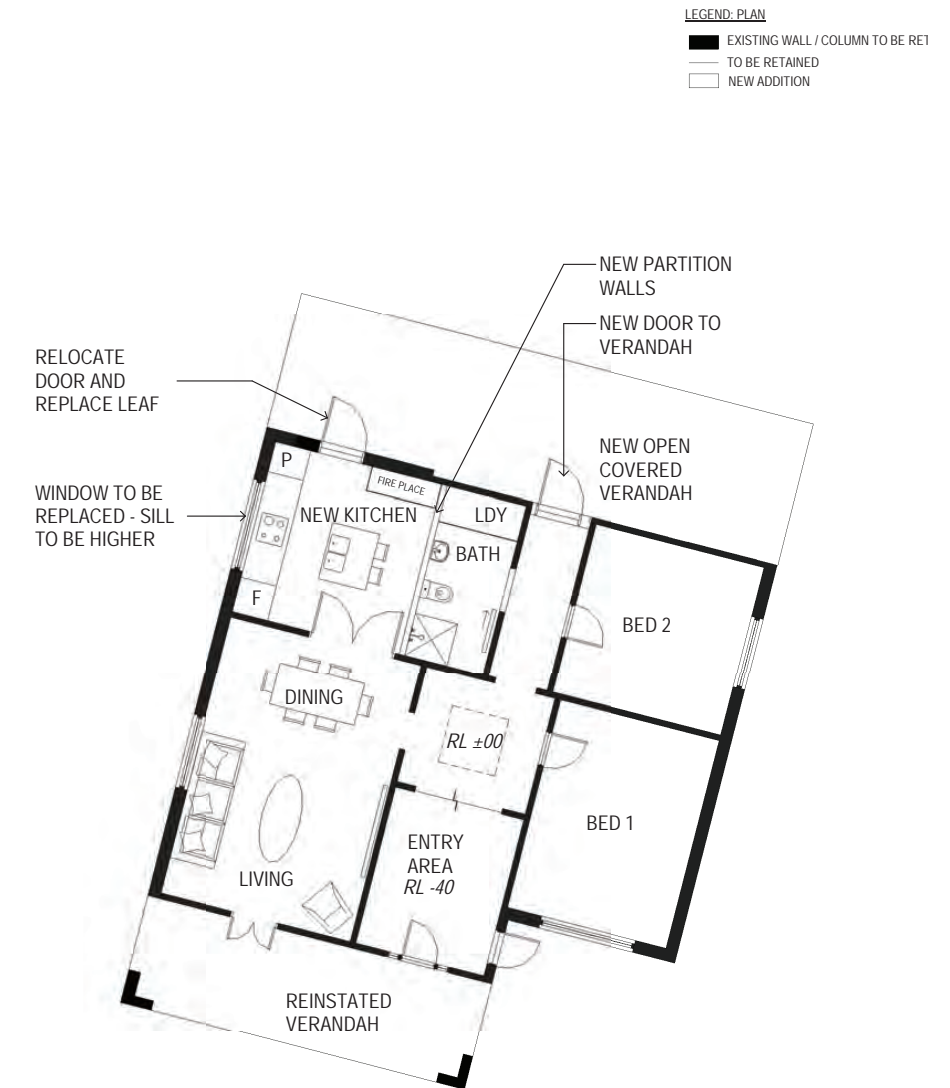 LEGEND: PLAN
EXISTING WALL / COLUMN TO BE RET
TO BE RETAINED
NEW ADDITION
NEW PARTITION
WALLS
NEW DOOR TO
VERANDAH
RELOCATE
DOOR AND
REPLACE LEAF
NEW OPEN
COVERED
VERANDAH
WINDOW TO BE
REPLACED - SILL
TO BE HIGHER
P
FIRE PLACE
NEW KITCHEN
LDY
BATH
F
BED 2
DINING
RL ±00
BED 1
ENTRY
AREA
RL -40
LIVING
REINSTATED
VERANDAH